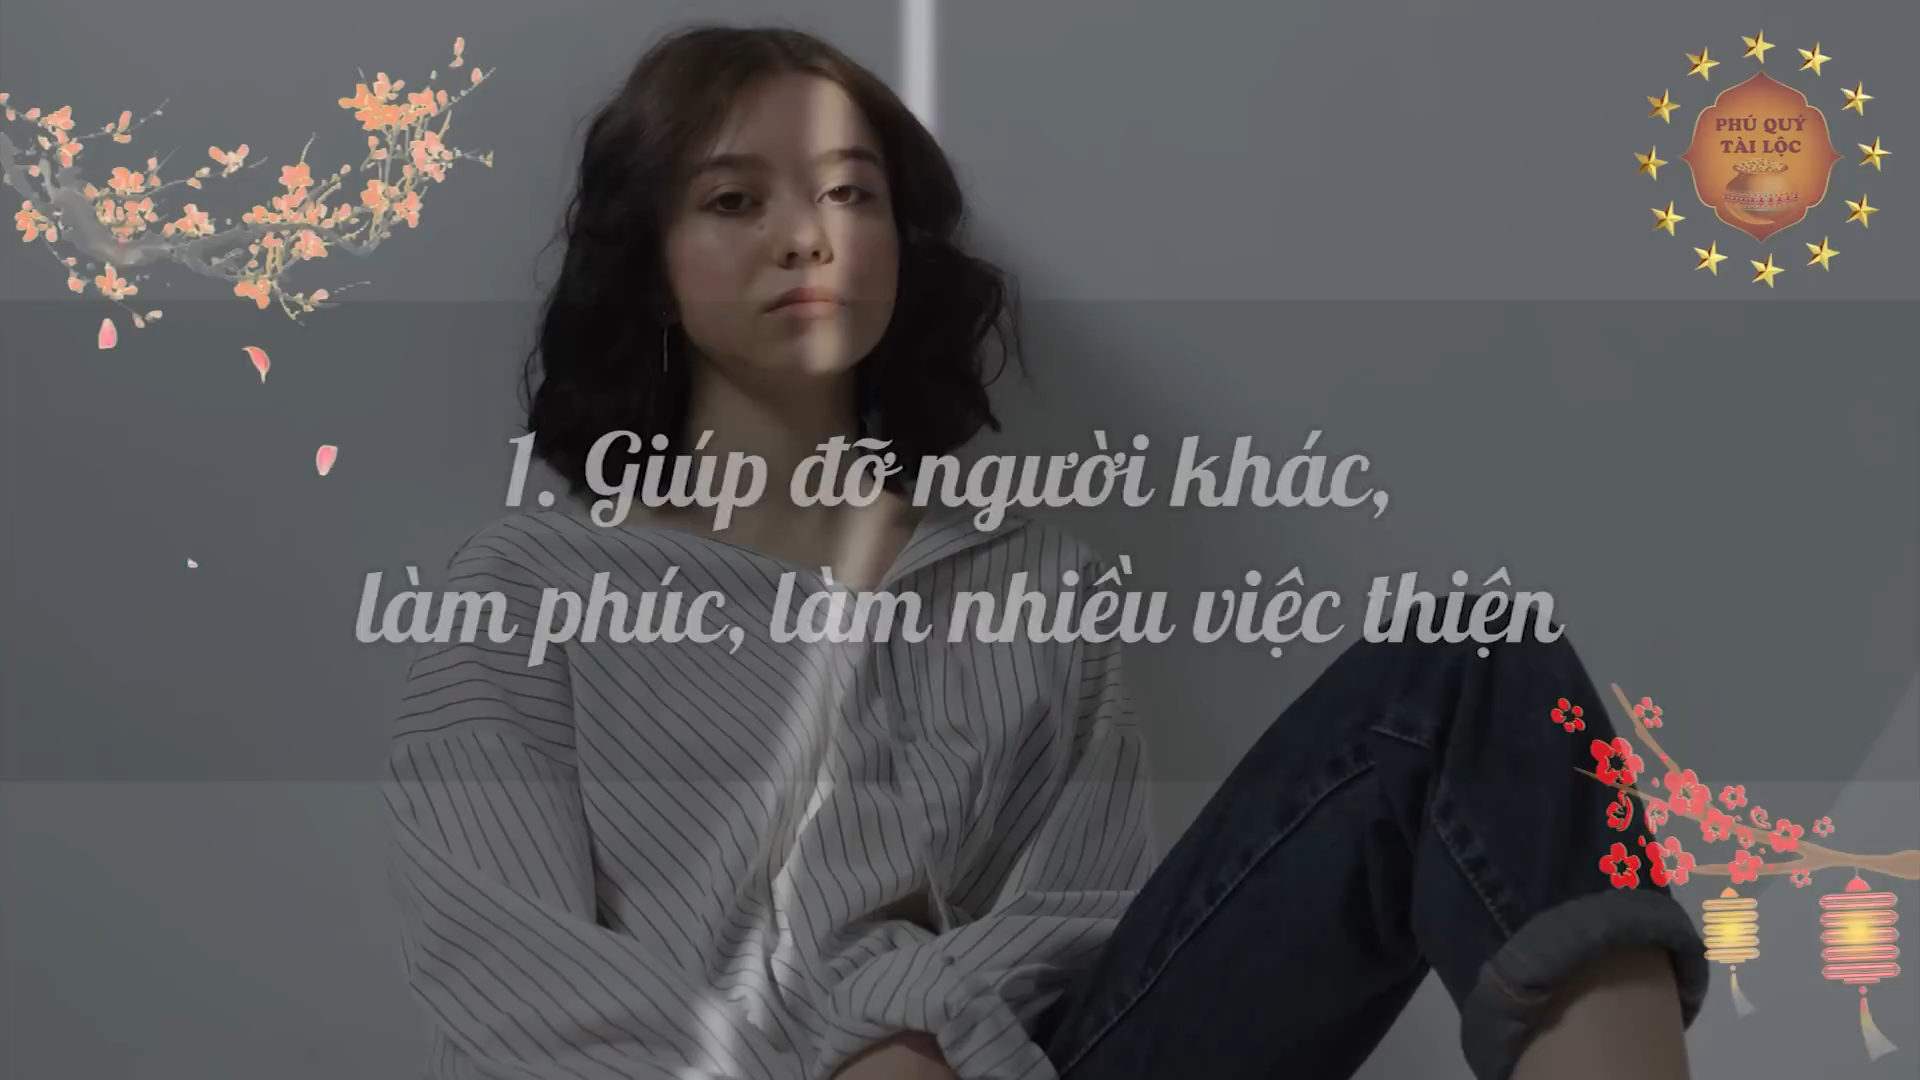 PHÚ QUÝ
TÀI LỘC
1. Giúp đỡ người khác,
làm phúc, làm nhiều việc thiện